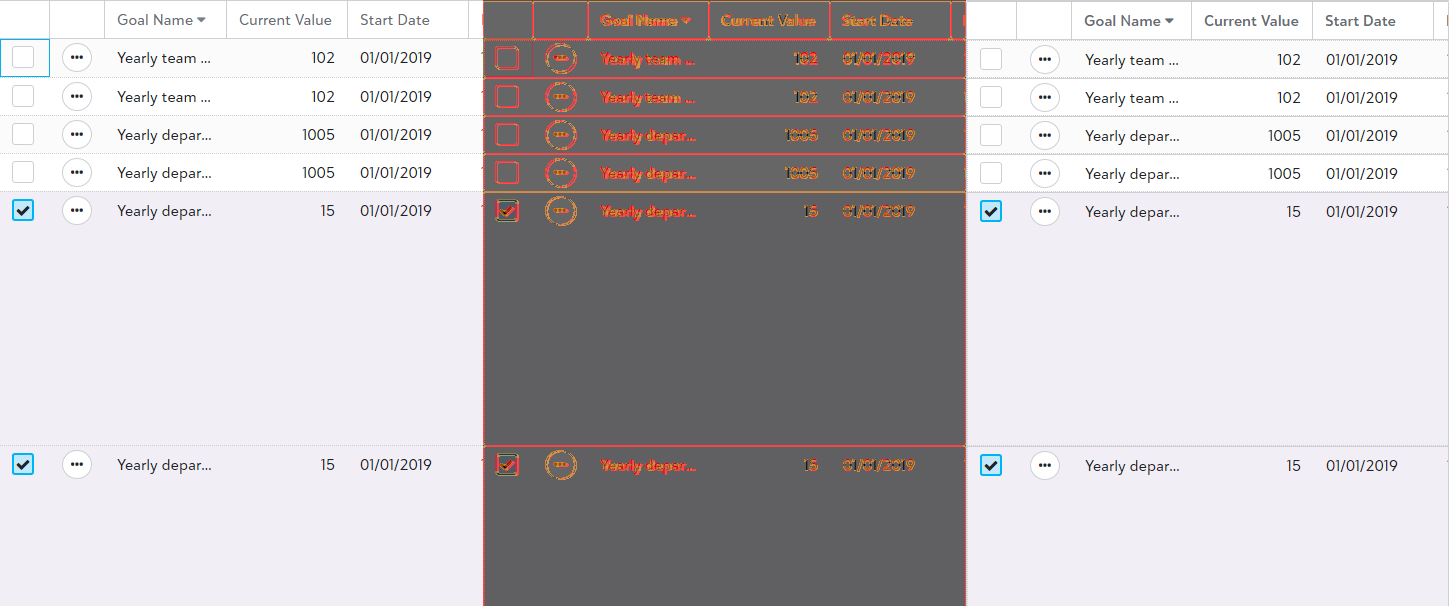 Goal Name Current Value Start Date Goal Name Current Value Start Date Goal Name Current Value Start Date
Yearly team ... 102 01/01/2019 Yearly team ... 102 01/01/2019 Yearly team ... 102 01/01/2019
Yearly team ... 102 01/01/2019 Yearly team ... 102 01/01/2019 Yearly team ... 102 01/01/2019
Yearly depar... 1005 01/01/2019 Yearly depar... 1005 01/01/2019 Yearly depar... 1005 01/01/2019
Yearly depar... 1005 01/01/2019 Yearly depar... 1005 01/01/2019 Yearly depar... 1005 01/01/2019
Yearly depar... 15 01/01/2019 Yearly depar... 15 01/01/2019 Yearly depar... 15 01/01/2019
Yearly depar... 15 01/01/2019 Yearly depar... 15 01/01/2019 Yearly depar... 15 01/01/2019